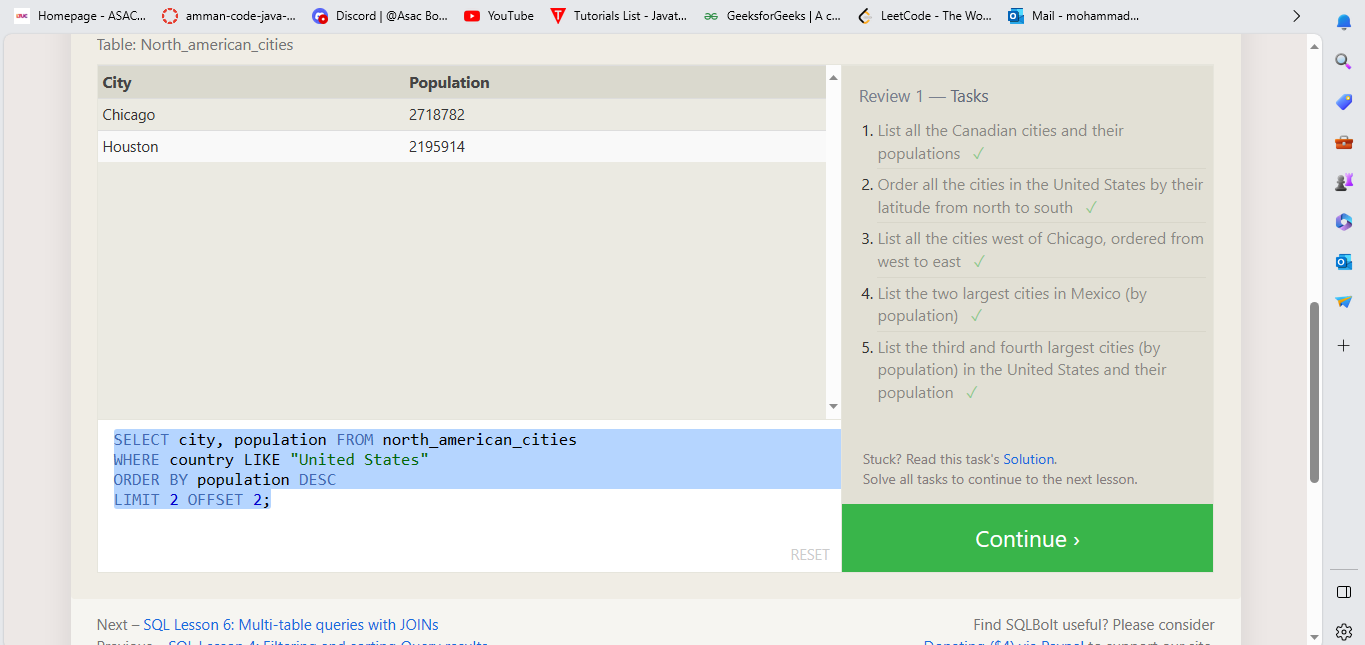 Homepage - ASAC... amman-code-java-... Discord | @Asac Bo... YouTube Tutorials List - Javat... GeeksforGeeks | A c... LeetCode - The Wo... Mail - mohammad...
Table: North_american_cities
City Population
Chicago 2718782
Houston 2195914
Review 1 — Tasks
1. List all the Canadian cities and their
populations ✓
2. Order all the cities in the United States by their
latitude from north to south ✓
3. List all the cities west of Chicago, ordered from
west to east ✓
4. List the two largest cities in Mexico (by
population) ✓
5. List the third and fourth largest cities (by
population) in the United States and their
population ✓
SELECT city, population FROM north_american_cities
WHERE country LIKE "United States"
ORDER BY population DESC
LIMIT 2 OFFSET 2;
RESET
Stuck? Read this task's Solution.
Solve all tasks to continue to the next lesson.
Continue ›
Next – SQL Lesson 6: Multi-table queries with JOINs
Previous – SQL Lesson 4: Filtering and sorting Query results
Find SQLBolt useful? Please consider
Donating ($4) via Paypal to support our site.